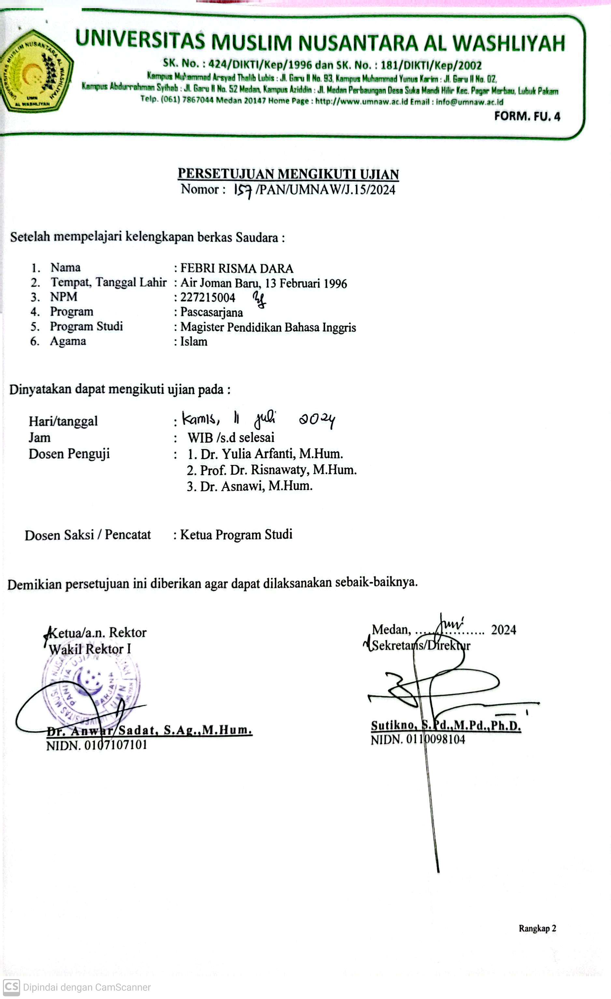 UNIVERSITAS MUSLIM NUSANTARA AL WASHLIYAH
SK. No. : 424/DIKTI/Kep/1996 dan SK. No. : 181/DIKTI/Kep/2002
Kampus Muhammad Arsyad Thalib Lubis : Jl. Garu II No. 93, Kampus Muhammad Yunus Karim : Jl. Garu II No. 02,
Kampus Abdurrahman Syihab : Jl. Garu II No. 52 Medan, Kampus Aziddin : Jl. Medan Perbaungan Desa Suka Mandi Hilir Kec. Pagar Merbau, Lubuk Pakam
Telp. (061) 7867044 Medan 20147 Home Page : http://www.umnaw.ac.id Email : info@umnaw.ac.id
FORM. FU. 4
UNIVERSITAS MUSLIM NUSANTARA AL WASHLIYAH
UMN
AL WASHLIYAH
PERSETUJUAN MENGIKUTI UJIAN
Nomor : 157 /PAN/UMNAW/J.15/2024
Setelah mempelajari kelengkapan berkas Saudara :
1. Nama : FEBRI RISMA DARA
2. Tempat, Tanggal Lahir : Air Joman Baru, 13 Februari 1996
3. NPM : 227215004
4. Program : Pascasarjana
5. Program Studi : Magister Pendidikan Bahasa Inggris
6. Agama : Islam
Dinyatakan dapat mengikuti ujian pada :
Hari/tanggal : Kamis, 11 juli 2024
Jam : WIB /s.d selesai
Dosen Penguji : 1. Dr. Yulia Arfanti, M.Hum.
2. Prof. Dr. Risnawaty, M.Hum.
3. Dr. Asnawi, M.Hum.
Dosen Saksi / Pencatat : Ketua Program Studi
Demikian persetujuan ini diberikan agar dapat dilaksanakan sebaik-baiknya.
Medan, ....Juni.... 2024
Ketua/a.n. Rektor Sekretaris/Direktur
Wakil Rektor I
PANITIA UJIAN
SARJANA
UMN
Dr. Anwar Sadat, S.Ag.,M.Hum. Sutikno, S.Pd.,M.Pd.,Ph.D.
NIDN. 0107107101 NIDN. 0110098104
Rangkap 2
CS Dipindai dengan CamScanner